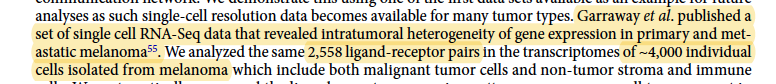 analyses as such single-cell resolution data becomes available for many tumor types. Garraway et al. published a
set of single cell RNA-Seq data that revealed intratumoral heterogeneity of gene expression in primary and met-
astatic melanoma55. We analyzed the same 2,558 ligand-receptor pairs in the transcriptomes of ~4,000 individual
cells isolated from melanoma which include both malignant tumor cells and non-tumor stroma and immune